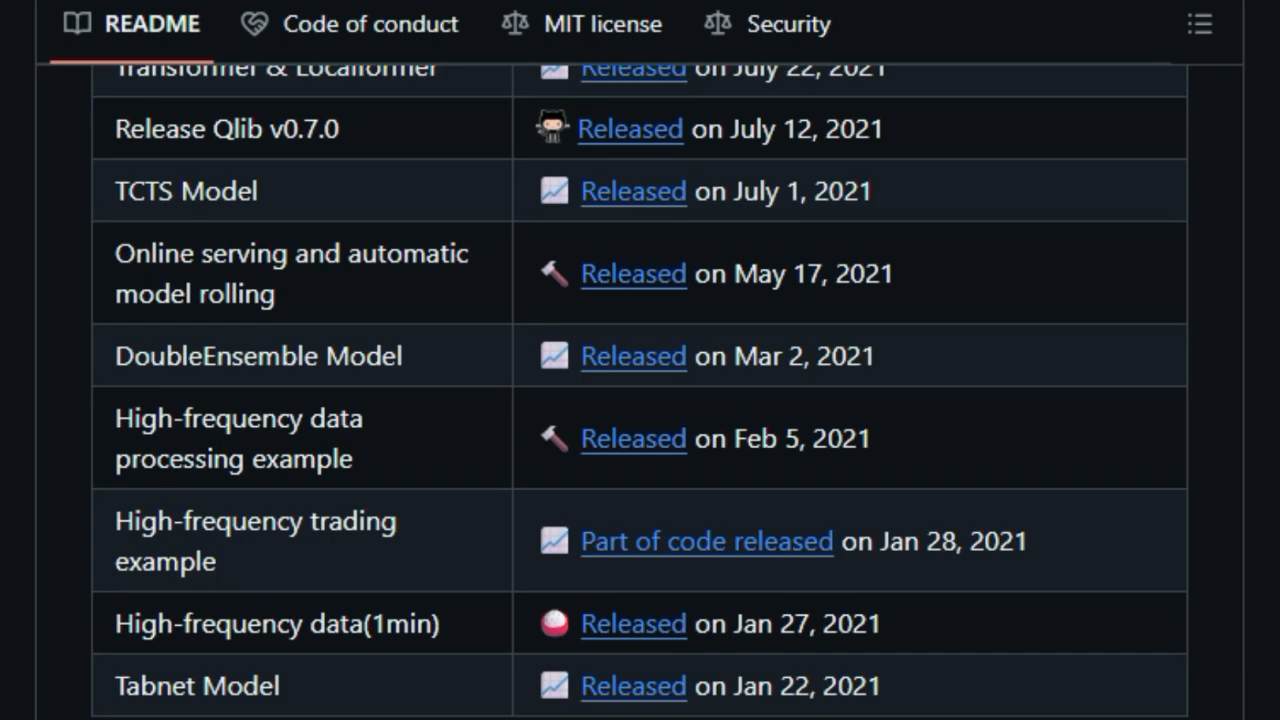 README Code of conduct MIT license Security
Transformer & Localformer Released on July 22, 2021
Release Qlib v0.7.0 Released on July 12, 2021
TCTS Model Released on July 1, 2021
Online serving and automatic
model rolling
Released on May 17, 2021
DoubleEnsemble Model Released on Mar 2, 2021
High-frequency data
processing example
Released on Feb 5, 2021
High-frequency trading
example
Part of code released on Jan 28, 2021
High-frequency data(1min) Released on Jan 27, 2021
Tabnet Model Released on Jan 22, 2021